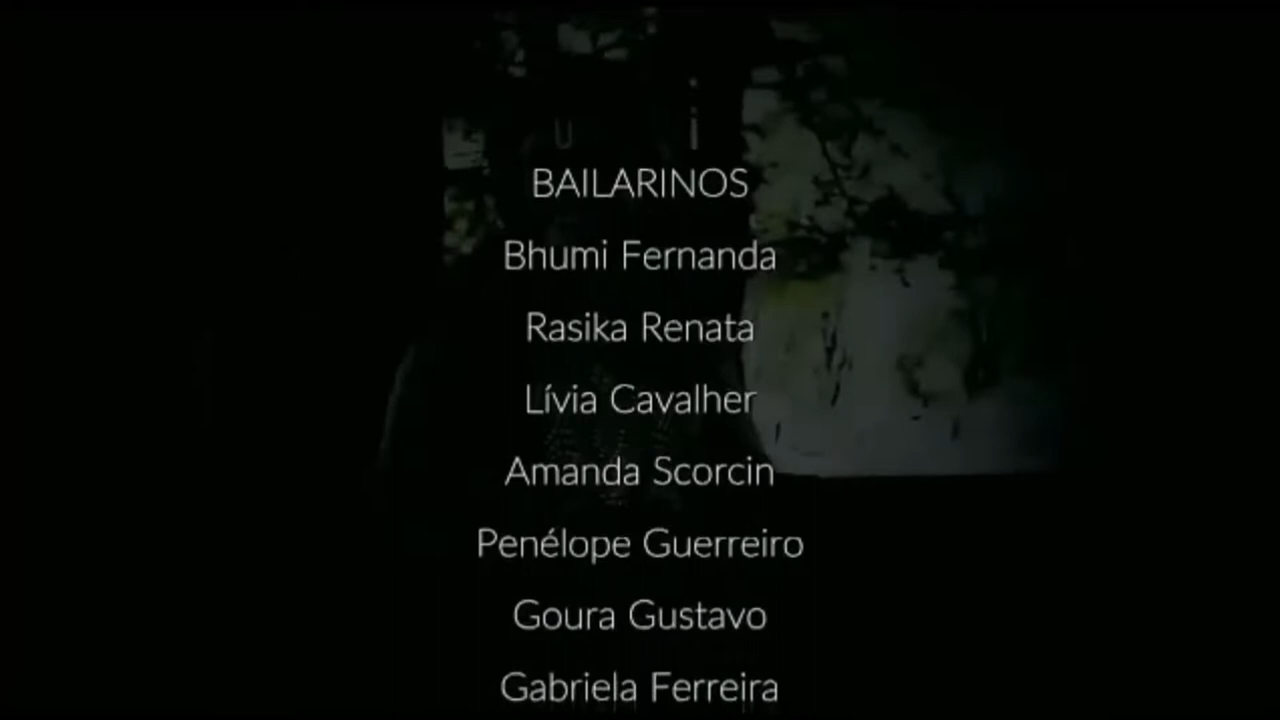 BAILARINOS
Bhumi Fernanda
Rasika Renata
Lívia Cavalher
Amanda Scorcin
Penélope Guerreiro
Goura Gustavo
Gabriela Ferreira